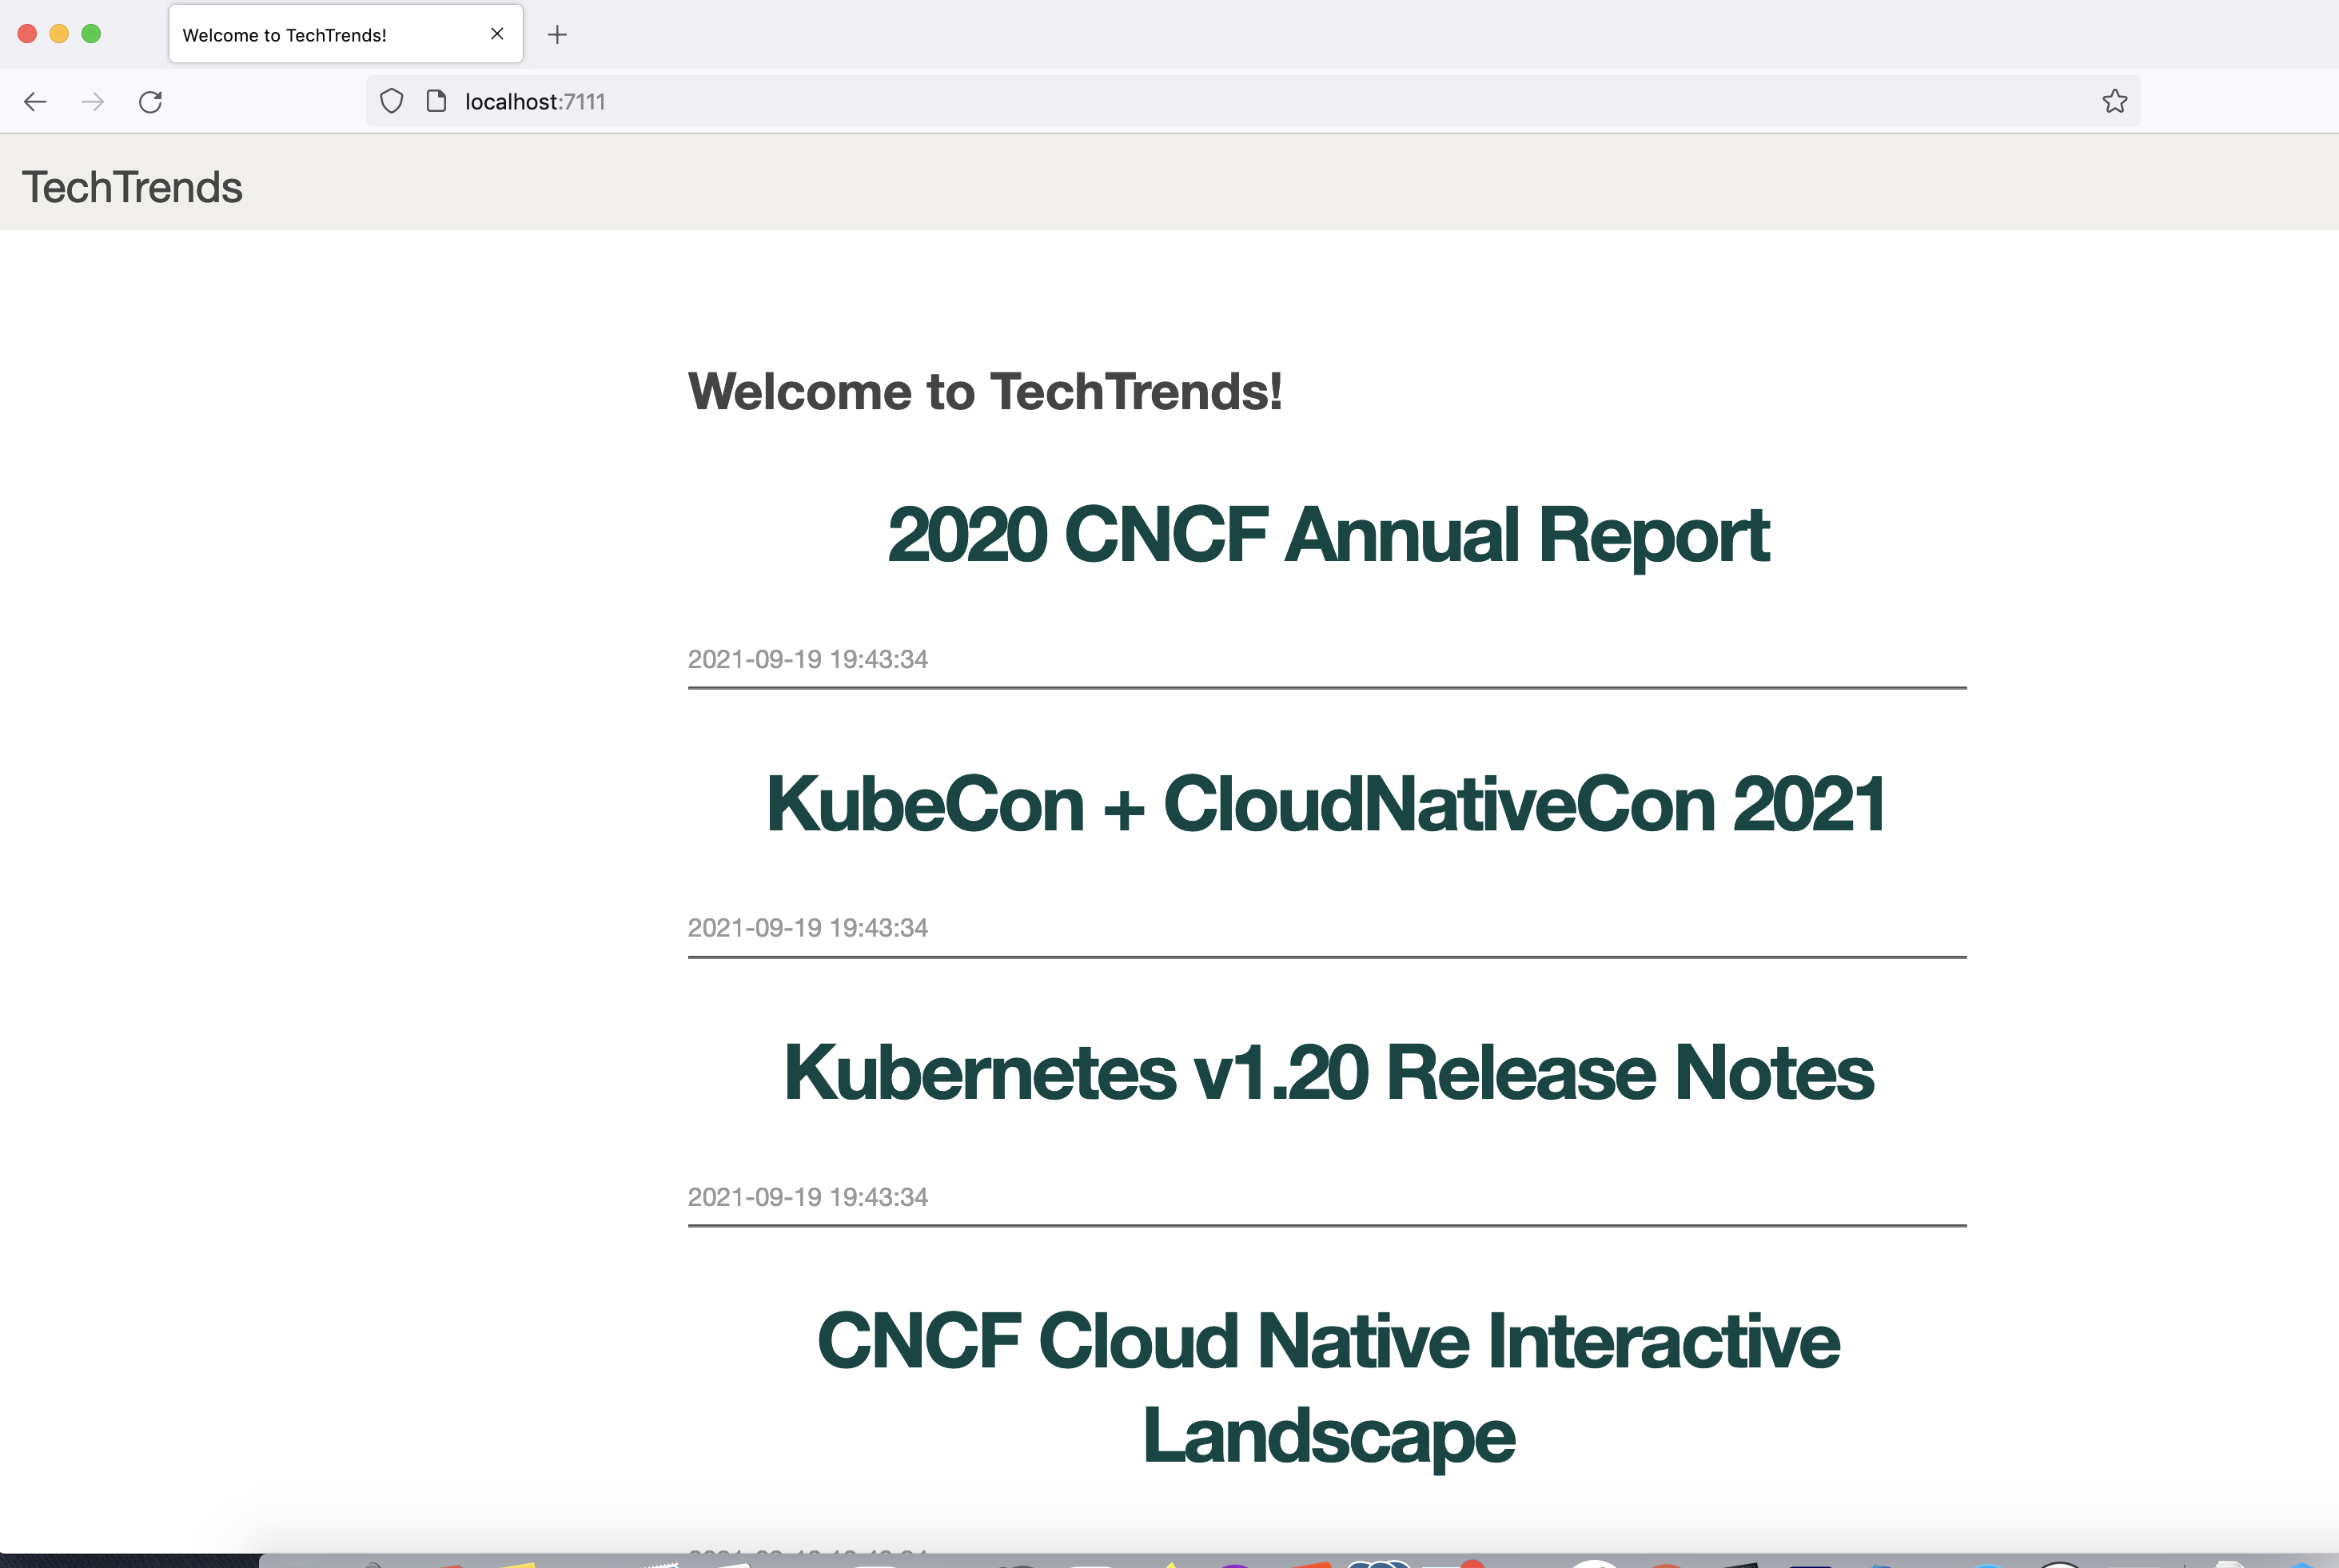 Welcome to TechTrends!
localhost:7111
TechTrends
Welcome to TechTrends!
2020 CNCF Annual Report
2021-09-19 19:43:34
KubeCon + CloudNativeCon 2021
2021-09-19 19:43:34
Kubernetes v1.20 Release Notes
2021-09-19 19:43:34
CNCF Cloud Native Interactive
Landscape